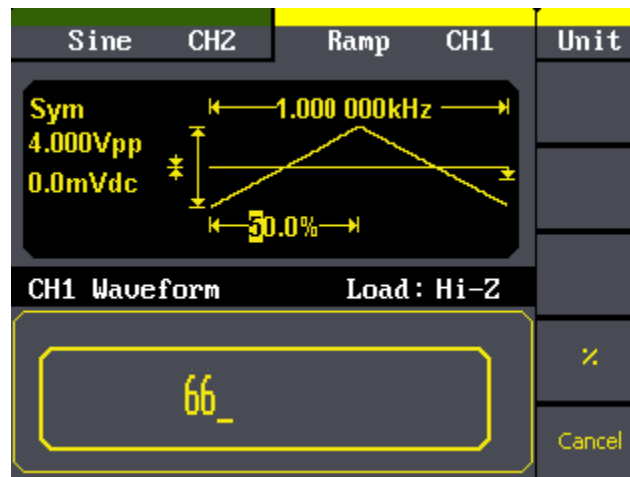 Sine CH2 Ramp CH1 Unit
Sym 1.000 000kHz
4.000Vpp
0.0mVdc
50.0%
CH1 Waveform Load: Hi-Z
66_
%
Cancel